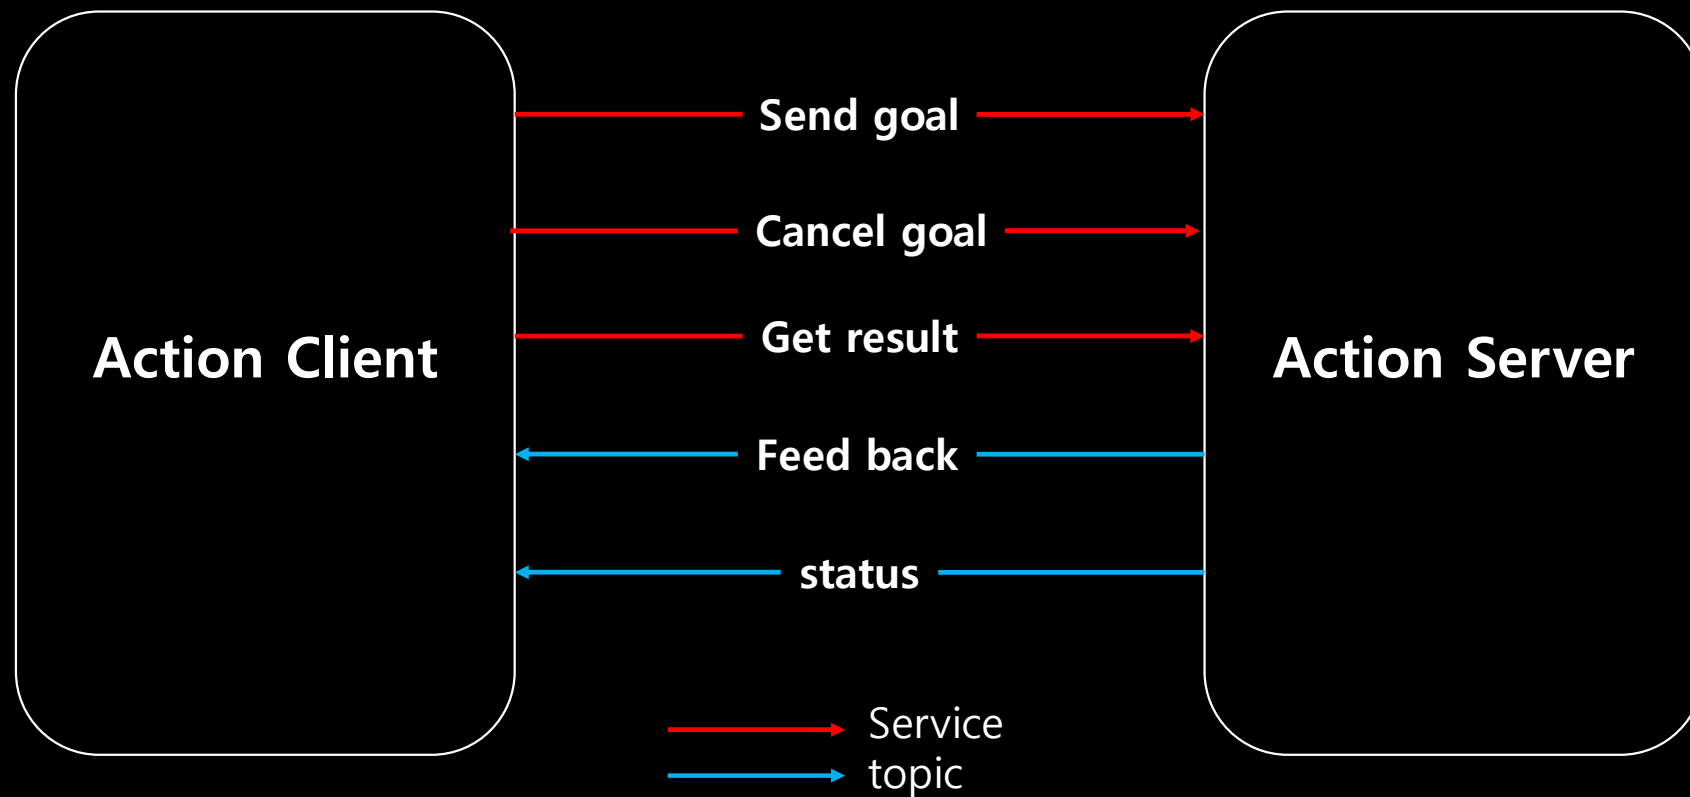 Send goal
Cancel goal
Get result
Action Client
Action Server
Feed back
status
Service
topic